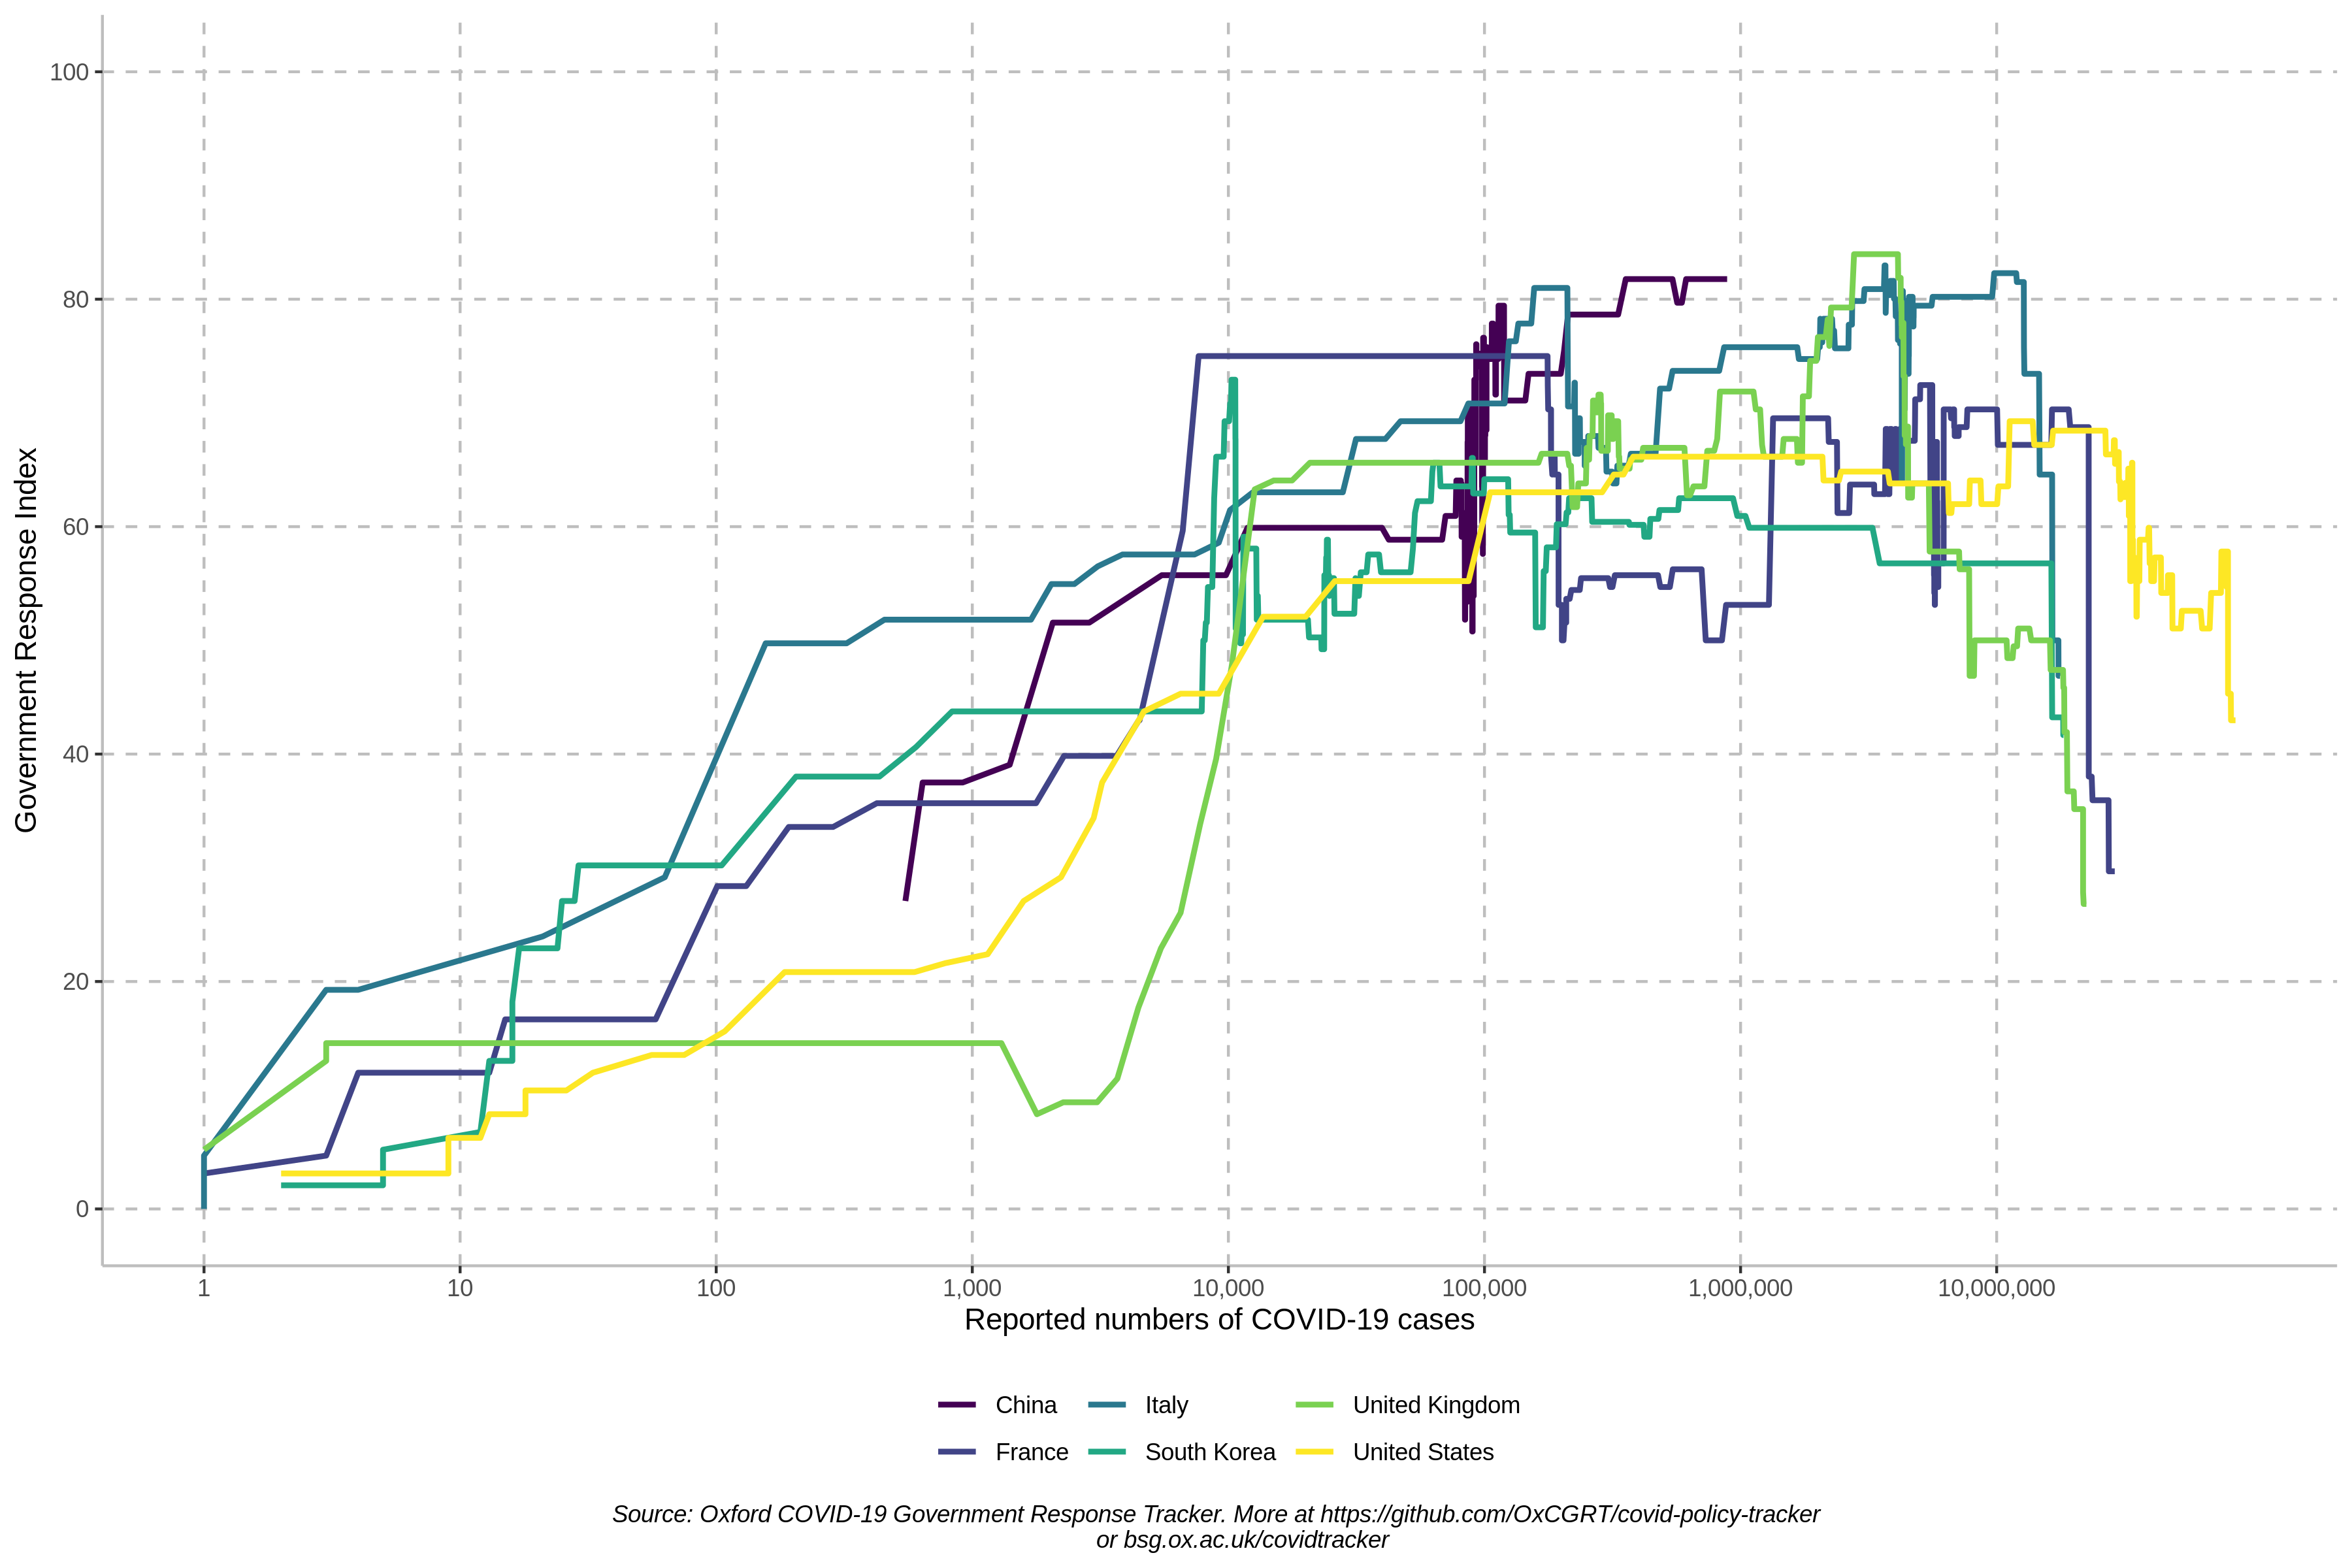 100
80
60
40
20
0
Government Response Index
1 10 100 1,000 10,000 100,000 1,000,000 10,000,000
Reported numbers of COVID-19 cases
China Italy United Kingdom
France South Korea United States
Source: Oxford COVID-19 Government Response Tracker. More at https://github.com/OxCGRT/covid-policy-tracker
or bsg.ox.ac.uk/covidtracker